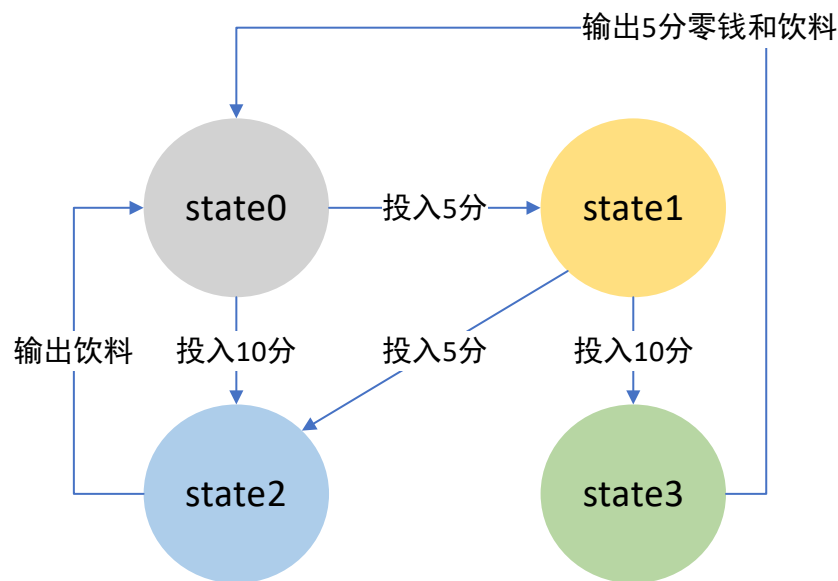 输出5分零钱和饮料
state0
投入5分
state1
输出饮料
投入10分
投入5分
投入10分
state2
state3